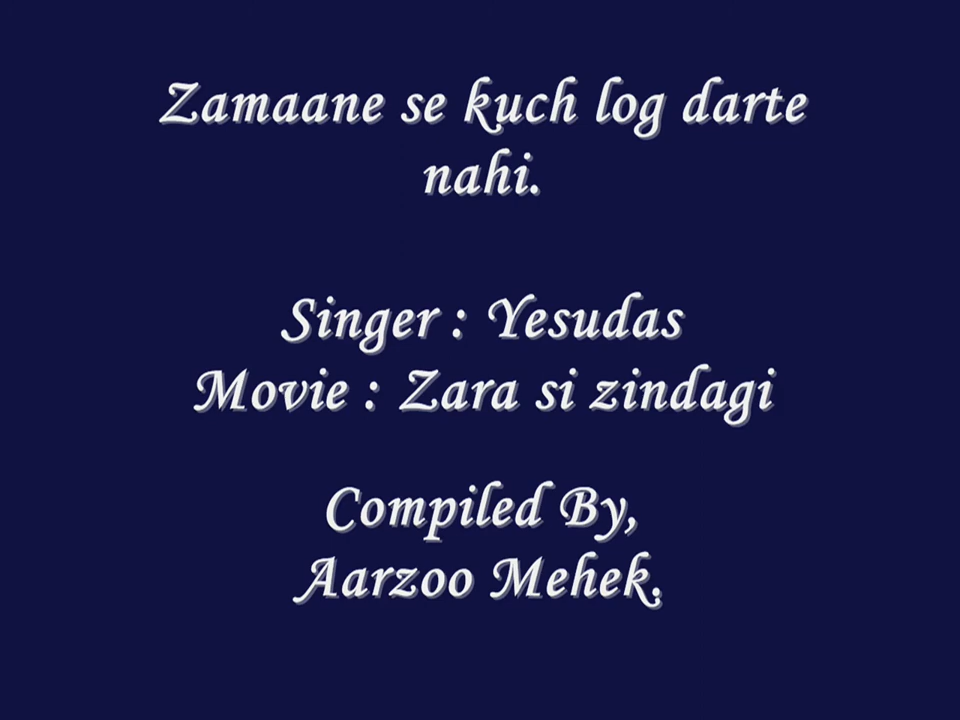 Zamaane se kuch log darte
nahi.
Singer : Yesudas
Movie : Zara si zindagi
Compiled By,
Aarzoo Mehek.